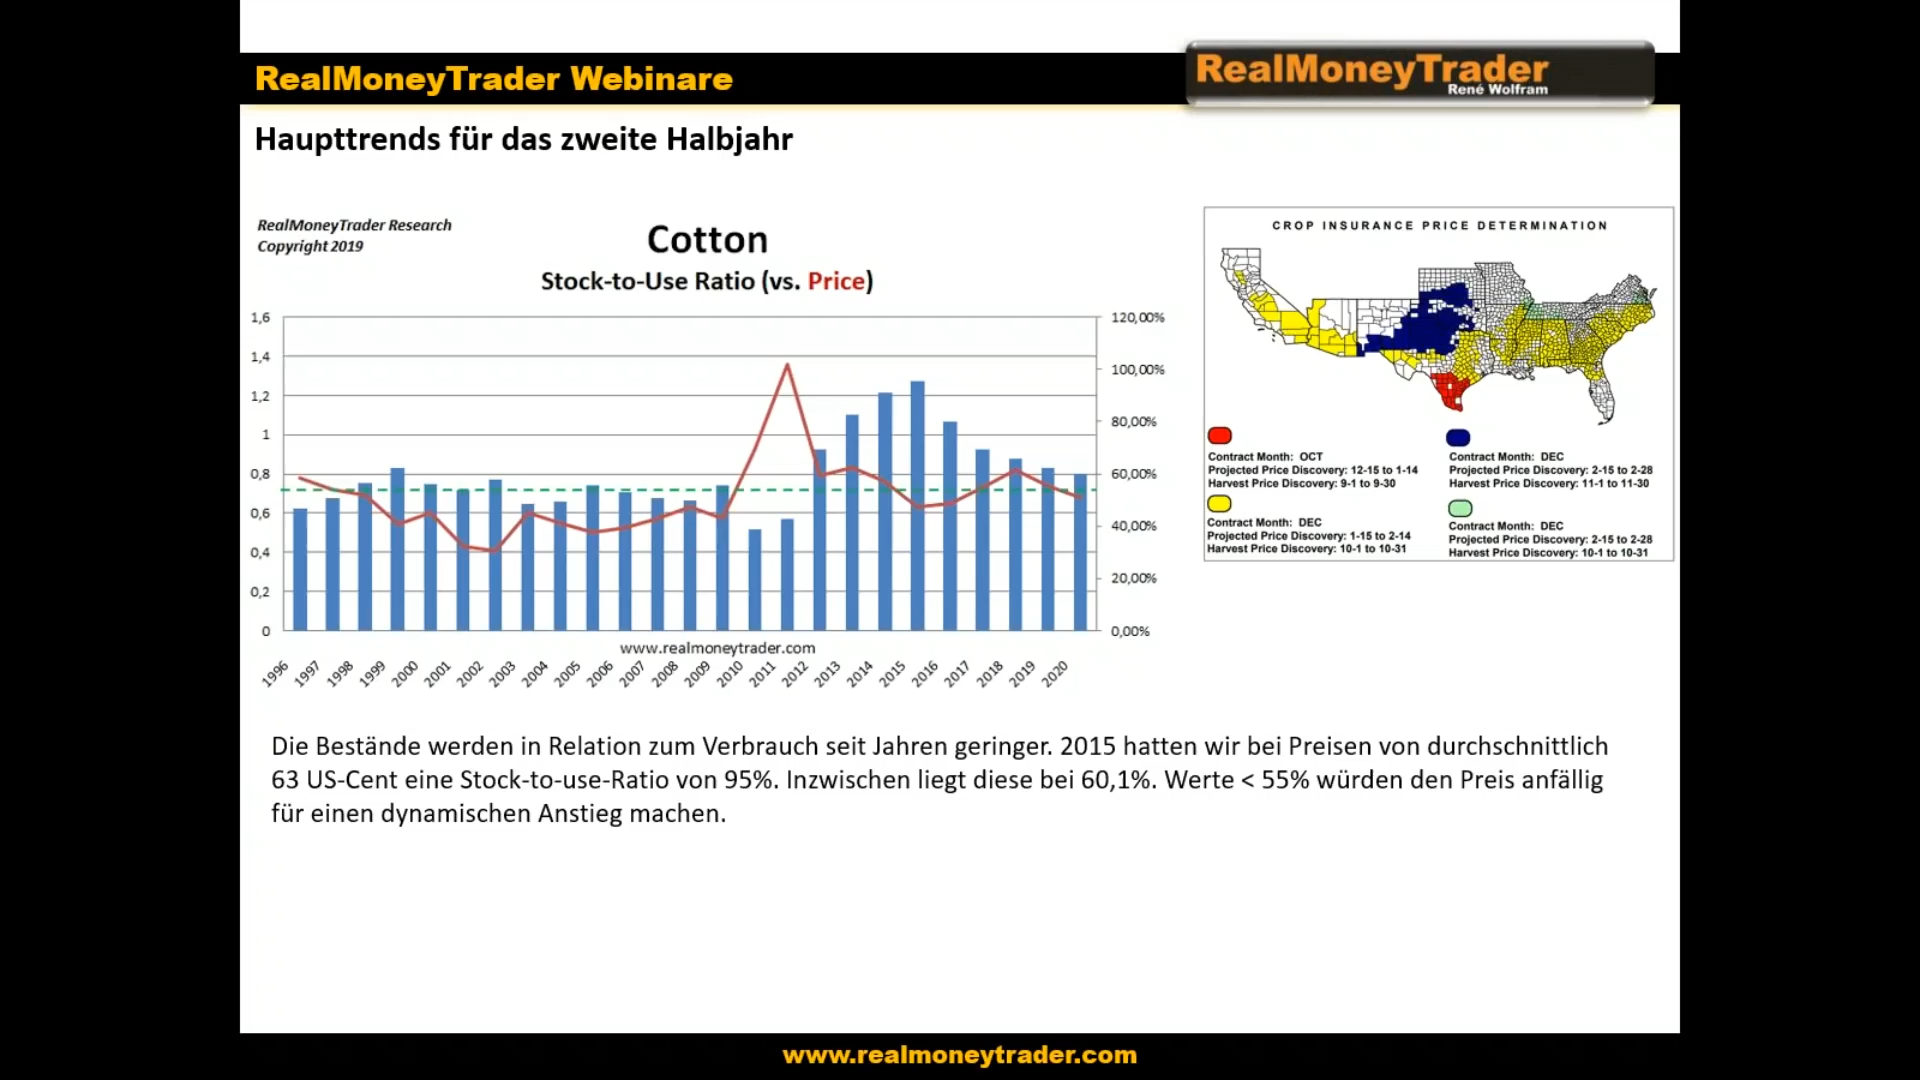 RealMoneyTrader Webinare
RealMoneyTrader
René Wolfram
Haupttrends für das zweite Halbjahr
RealMoneyTrader Research
Copyright 2019
Cotton
Stock-to-Use Ratio (vs. Price)
1,6
1,4
1,2
1
0,8
0,6
0,4
0,2
0
120,00%
100,00%
80,00%
60,00%
40,00%
20,00%
0,00%
www.realmoneytrader.com
1996 1997 1998 1999 2000 2001 2002 2003 2004 2005 2006 2007 2008 2009 2010 2011 2012 2013 2014 2015 2016 2017 2018 2019 2020
CROP INSURANCE PRICE DETERMINATION
Contract Month: OCT
Projected Price Discovery: 12-15 to 1-14
Harvest Price Discovery: 9-1 to 9-30
Contract Month: DEC
Projected Price Discovery: 2-15 to 2-28
Harvest Price Discovery: 11-1 to 11-30
Contract Month: DEC
Projected Price Discovery: 1-15 to 2-14
Harvest Price Discovery: 10-1 to 10-31
Contract Month: DEC
Projected Price Discovery: 2-15 to 2-28
Harvest Price Discovery: 10-1 to 10-31
Die Bestände werden in Relation zum Verbrauch seit Jahren geringer. 2015 hatten wir bei Preisen von durchschnittlich
63 US-Cent eine Stock-to-use-Ratio von 95%. Inzwischen liegt diese bei 60,1%. Werte < 55% würden den Preis anfällig
für einen dynamischen Anstieg machen.
www.realmoneytrader.com